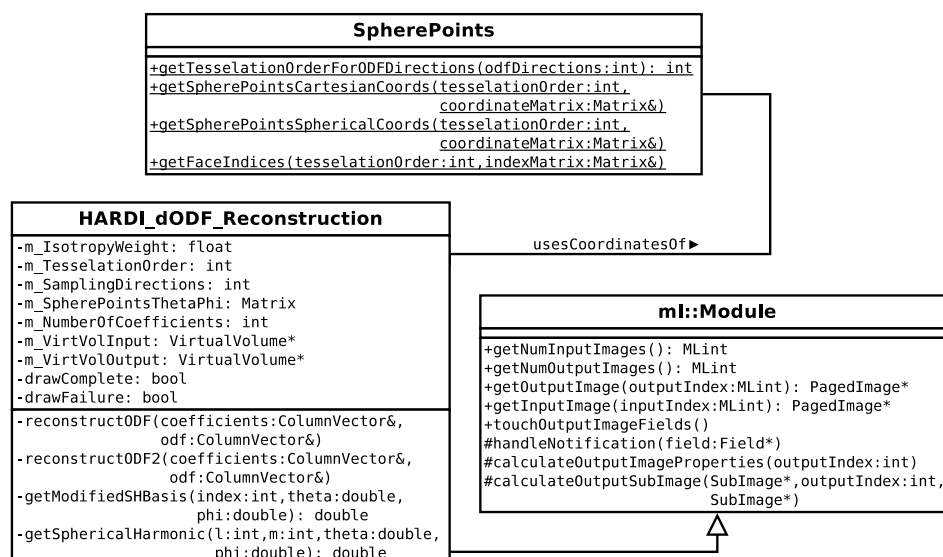 SpherePoints
+getTesselationOrderForODFDirections(odfDirections:int): int
+getSpherePointsCartesianCoords(tesselationOrder:int,
coordinateMatrix:Matrix&)
+getSpherePointsSphericalCoords(tesselationOrder:int,
coordinateMatrix:Matrix&)
+getFaceIndices(tesselationOrder:int,indexMatrix:Matrix&)
HARDI_dODF_Reconstruction
-m_IsotropyWeight: float
-m_TesselationOrder: int
-m_SamplingDirections: int
-m_SpherePointsThetaPhi: Matrix
-m_NumberOfCoefficients: int
-m_VirtVolInput: VirtualVolume*
-m_VirtVolOutput: VirtualVolume*
-drawComplete: bool
-drawFailure: bool
-reconstructODF(coefficients:ColumnVector&,
odf:ColumnVector&)
-reconstructODF2(coefficients:ColumnVector&,
odf:ColumnVector&)
-getModifiedSHBasis(index:int,theta:double,
phi:double): double
-getSphericalHarmonic(l:int,m:int,theta:double,
phi:double): double
usesCoordinatesOf▶
ml::Module
+getNumInputImages(): MLint
+getNumOutputImages(): MLint
+getOutputImage(outputIndex:MLint): PagedImage*
+getInputImage(inputIndex:MLint): PagedImage*
+touchOutputImageFields()
#handleNotification(field:Field*)
#calculateOutputImageProperties(outputIndex:int)
#calculateOutputSubImage(SubImage*,outputIndex:int,
SubImage*)